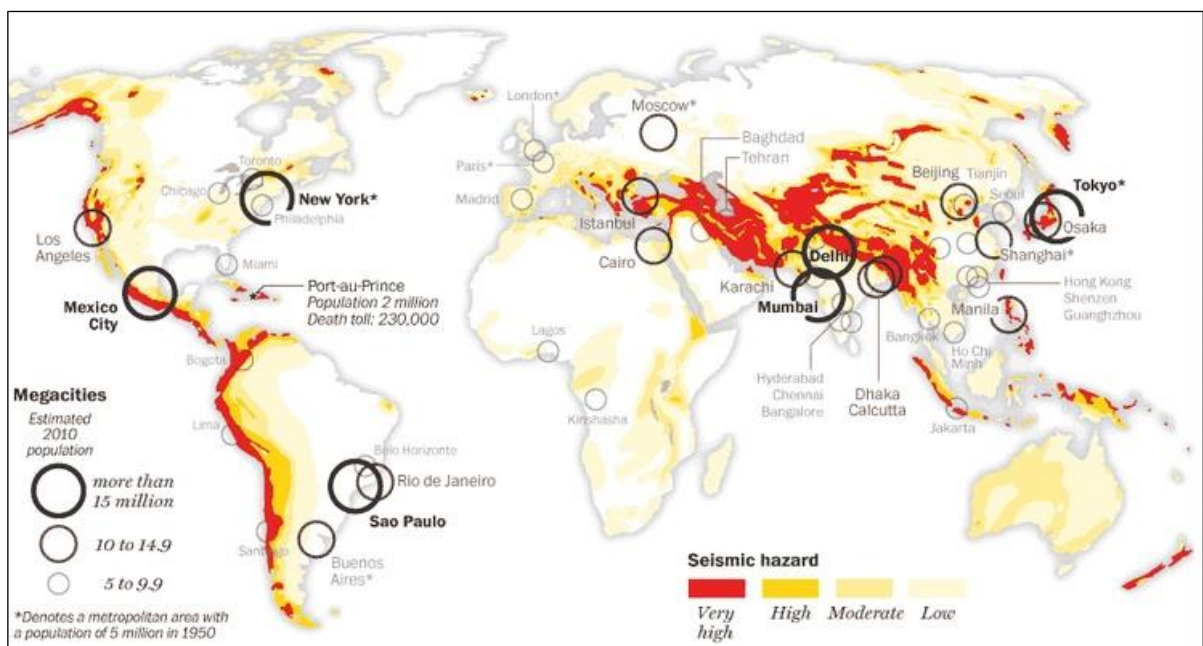 London*
Moscow*
Baghdad
Tehran
Toronto
Chicago
New York*
Philadelphia
Paris*
Madrid
Istanbul
Beijing
Tianjin
Seoul
Tokyo*
Osaka
Los
Angeles
Miami
Cairo
Delhi
Shanghai*
Mexico
City
Port-au-Prince
Population 2 million
Death toll: 230,000
Karachi
Mumbai
Hong Kong
Shenzen
Guanghzhou
Manila
Bogota
Lagos
Bangkok
Ho Chi
Minh
Hyderabad
Chennai
Bangalore
Dhaka
Calcutta
Kinshasha
Jakarta
Lima
Belo Horizonte
Rio de Janeiro
Sao Paulo
Santiago
Buenos
Aires*
Megacities
Estimated
2010
population
more than
15 million
10 to 14.9
5 to 9.9
*Denotes a metropolitan area with
a population of 5 million in 1950
Seismic hazard
Very
high
High
Moderate
Low